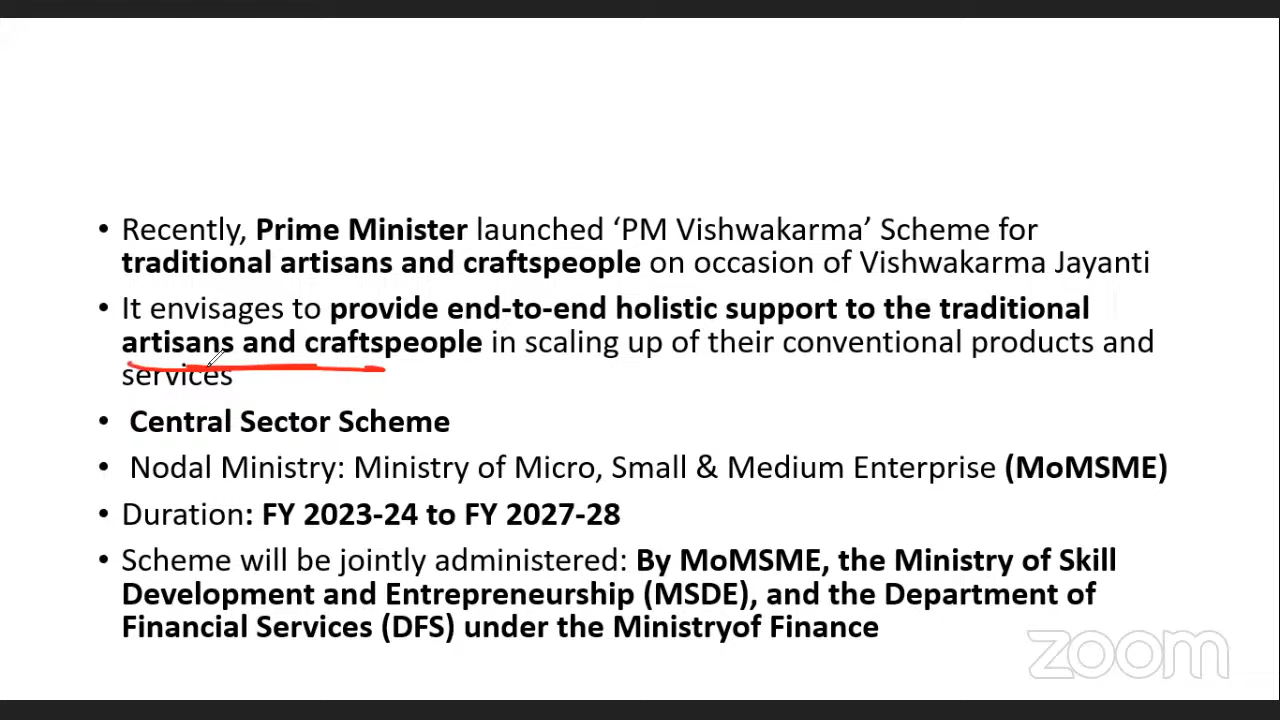 • Recently, Prime Minister launched ‘PM Vishwakarma’ Scheme for
traditional artisans and craftspeople on occasion of Vishwakarma Jayanti
• It envisages to provide end-to-end holistic support to the traditional
artisans and craftspeople in scaling up of their conventional products and
services
• Central Sector Scheme
• Nodal Ministry: Ministry of Micro, Small & Medium Enterprise (MoMSME)
• Duration: FY 2023-24 to FY 2027-28
• Scheme will be jointly administered: By MoMSME, the Ministry of Skill
Development and Entrepreneurship (MSDE), and the Department of
Financial Services (DFS) under the Ministryof Finance
zoom